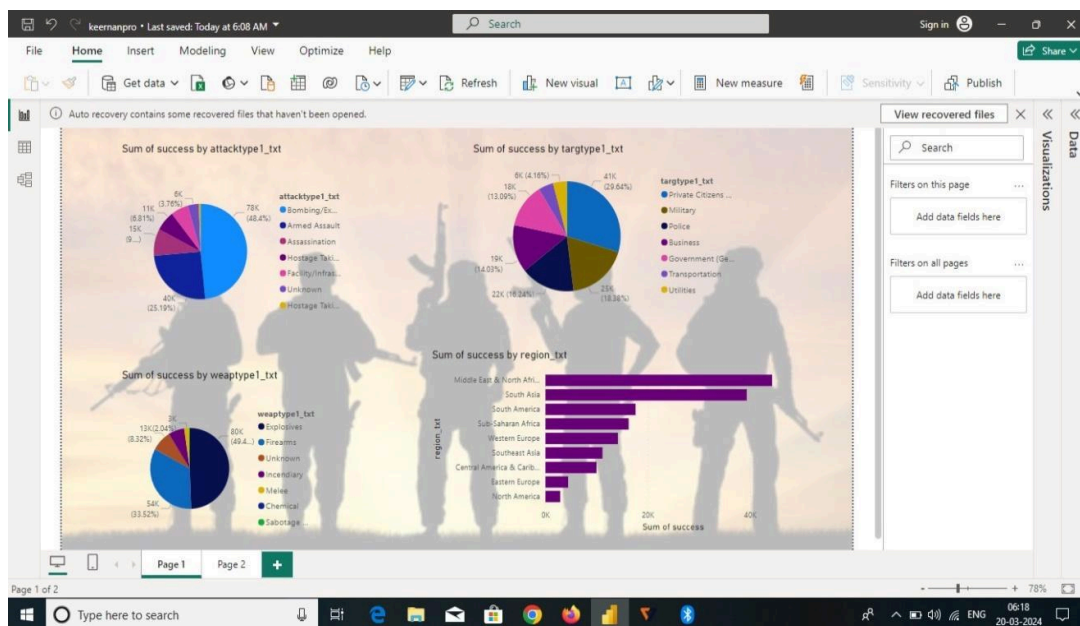 keernanpro • Last saved: Today at 6:08 AM
Search
Sign in
File Home Insert Modeling View Optimize Help
Share
Get data
Refresh
New visual
New measure
Sensitivity
Publish
Auto recovery contains some recovered files that haven't been opened.
View recovered files
Visualizations
Data
Search
Filters on this page
...
Add data fields here
Filters on all pages
...
Add data fields here
Sum of success by attacktype1_txt
6K
(3.76%)
11K
(6.81%)
15K
(9...)
40K
(25.19%)
78K
(48.4%)
attacktype1_txt
Bombing/Ex...
Armed Assault
Assassination
Hostage Taki...
Facility/Infras...
Unknown
Hostage Taki...
Sum of success by targtype1_txt
6K (4.16%)
18K
(13.09%)
19K
(14.03%)
22K (16.24%)
25K
(18.38%)
41K
(29.64%)
targtype1_txt
Private Citizens ...
Military
Police
Business
Government (Ge...
Transportation
Utilities
Sum of success by weaptype1_txt
3K
(2.04%)
13K
(8.32%)
54K
(33.52%)
80K
(49.4...)
weaptype1_txt
Explosives
Firearms
Unknown
Incendiary
Melee
Chemical
Sabotage ...
Sum of success by region_txt
region_txt
Middle East & North Afri...
South Asia
South America
Sub-Saharan Africa
Western Europe
Southeast Asia
Central America & Carib...
Eastern Europe
North America
0K 20K 40K
Sum of success
Page 1 Page 2 +
Page 1 of 2
- + 78%
Type here to search
ENG
06:18
20-03-2024